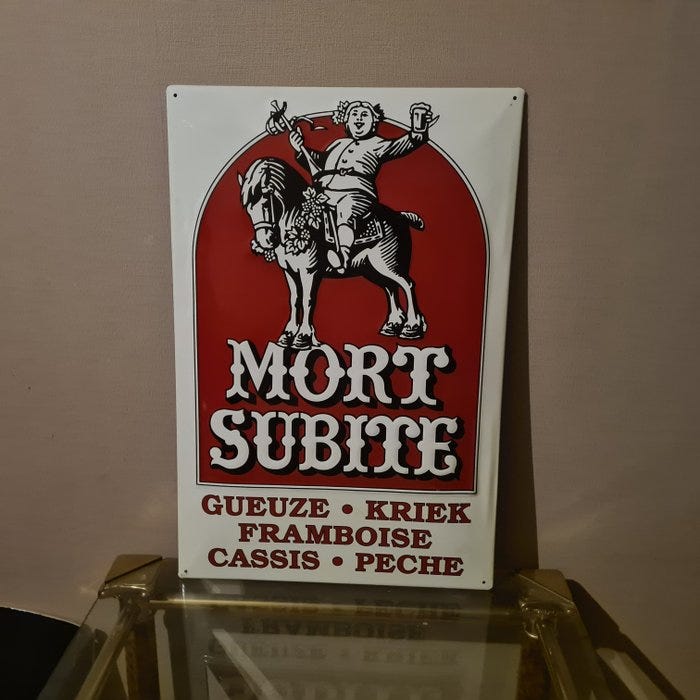 MORT
SUBITE
GUEUZE • KRIEK
FRAMBOISE
CASSIS • PECHE